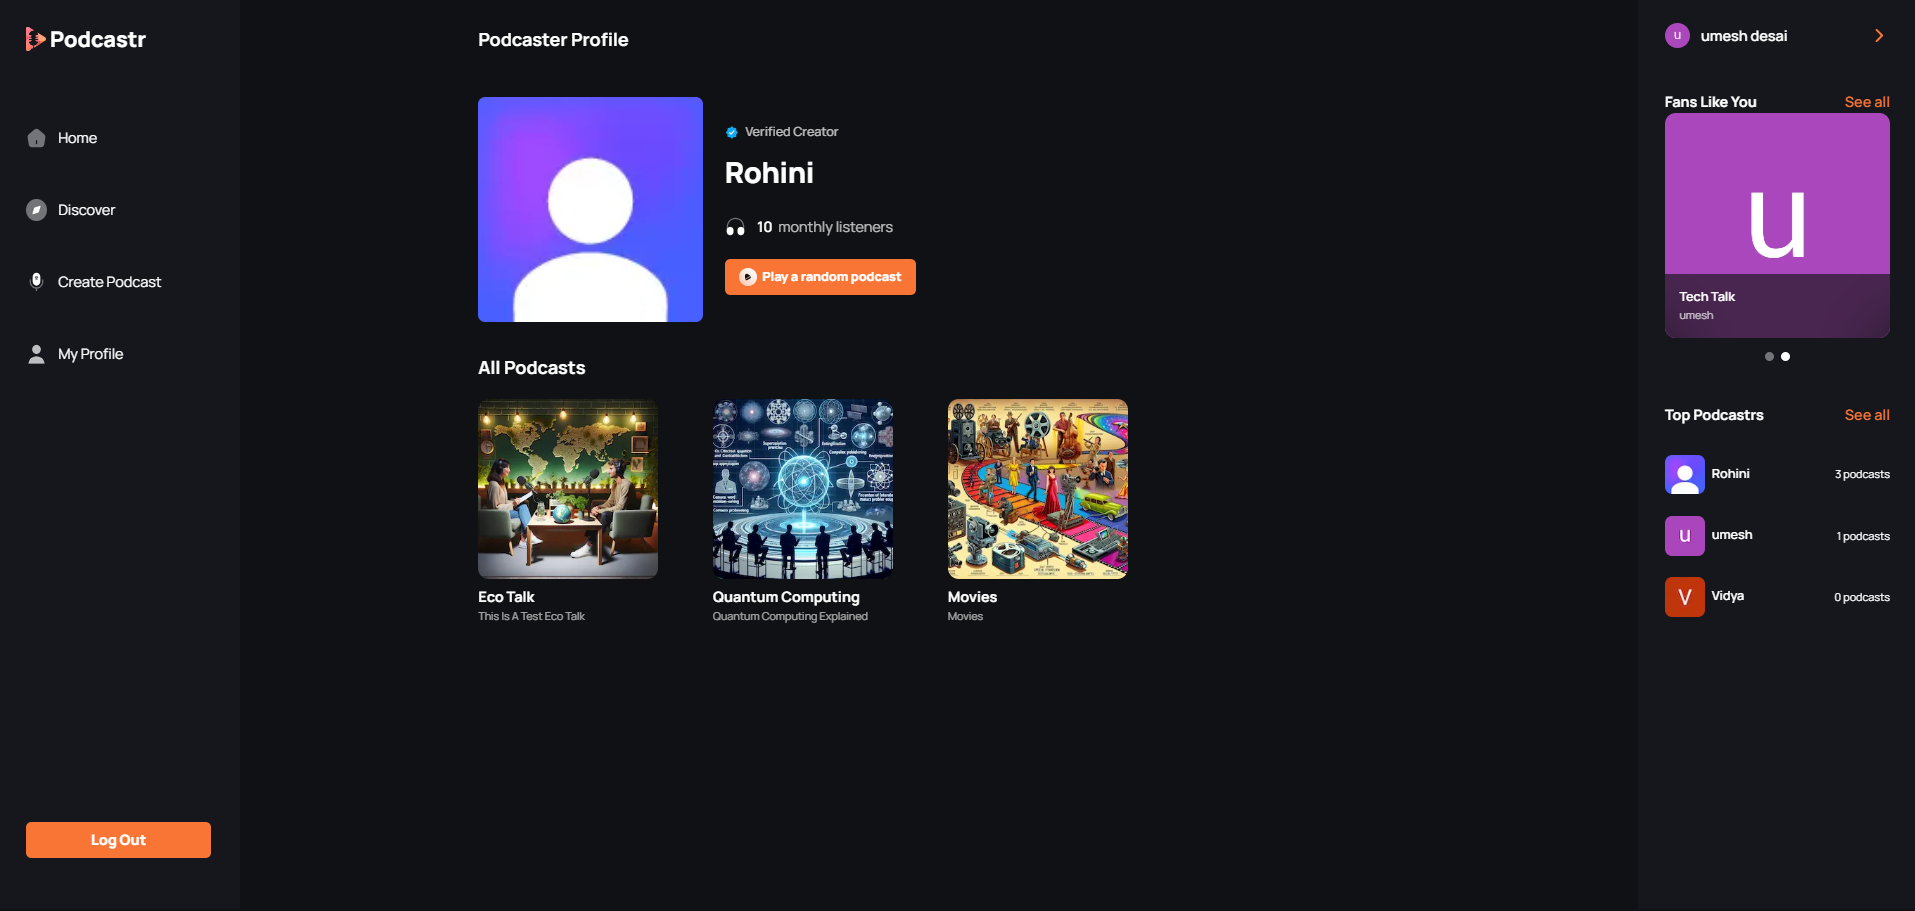 Podcastr
Home
Discover
Create Podcast
My Profile
Log Out
Podcaster Profile
Verified Creator
Rohini
10 monthly listeners
Play a random podcast
All Podcasts
Eco Talk
This Is A Test Eco Talk
Quantum Computing
Quantum Computing Explained
Movies
Movies
u umesh desai
Fans Like You See all
u
Tech Talk
umesh
Top Podcastrs See all
Rohini 3 podcasts
u umesh 1 podcasts
V Vidya 0 podcasts